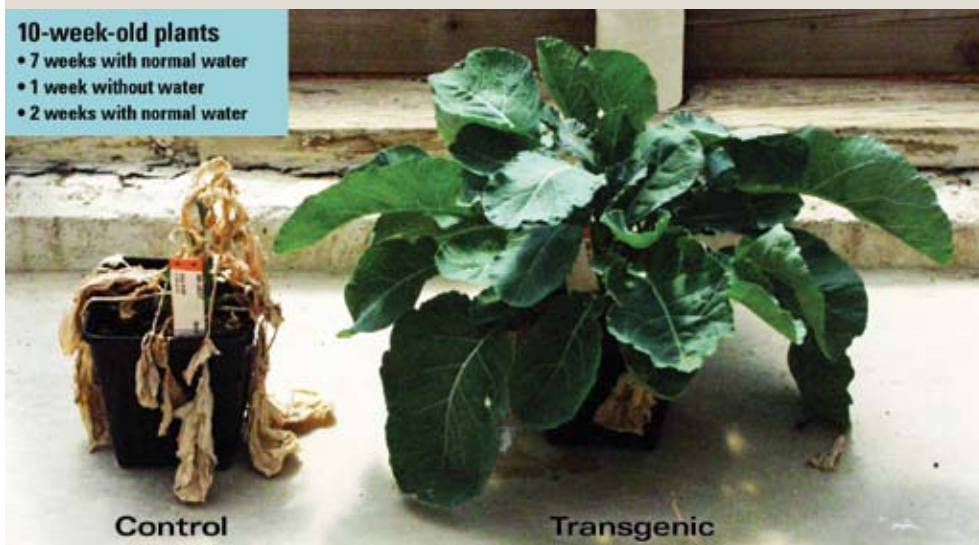 10-week-old plants
• 7 weeks with normal water
• 1 week without water
• 2 weeks with normal water
Control
Transgenic